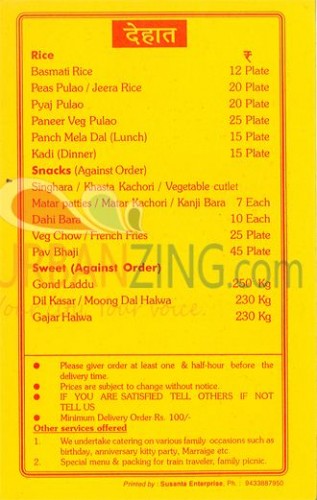 देहात
Rice ₹
Basmati Rice 12 Plate
Peas Pulao / Jeera Rice 20 Plate
Pyaj Pulao 20 Plate
Paneer Veg Pulao 25 Plate
Panch Mela Dal (Lunch) 15 Plate
Kadi (Dinner) 15 Plate
Snacks (Against Order)
Singhara / Khasta Kachori / Vegetable cutlet
Matar patties / Matar Kachori / Kanji Bara 7 Each
Dahi Bara 10 Each
Veg Chow / French Fries 25 Plate
Pav Bhaji 45 Plate
Sweet (Against Order)
Gond Laddu 250 Kg
Dil Kasar / Moong Dal Halwa 230 Kg
Gajar Halwa 230 Kg
• Please giver order at least one & half-hour before the
delivery time.
• Prices are subject to change without notice.
• IF YOU ARE SATISFIED TELL OTHERS IF NOT
TELL US
• Minimum Delivery Order Rs. 100/-
Other services offered
1. We undertake catering on various family occasions such as
birthday, anniversary kitty party, Marraige etc
2. Special menu & packing for train traveler, family picnic.
Printed by : Susanta Enterprise, Ph. : 9433887950